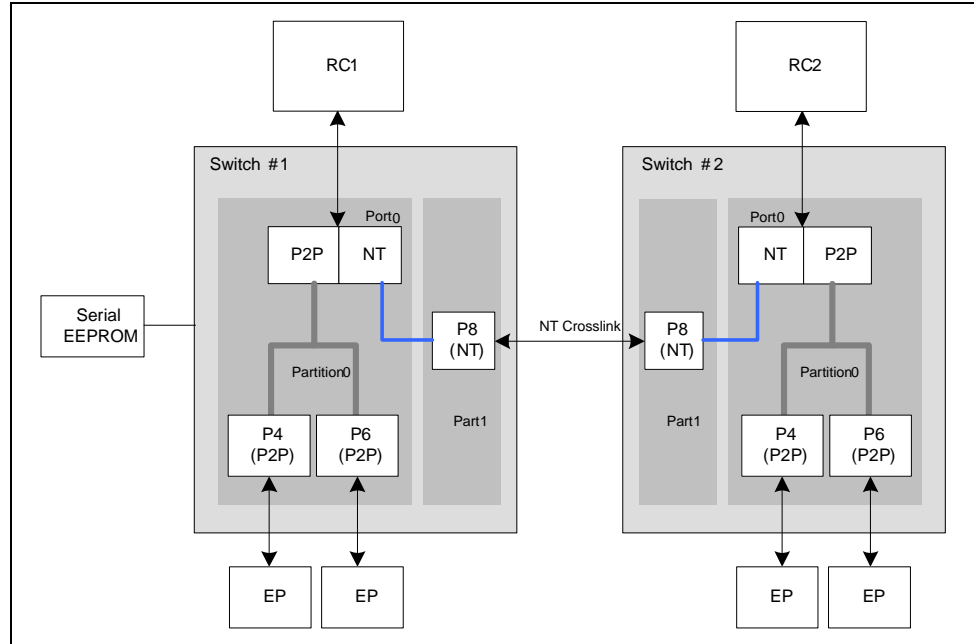 RC1
RC2
Switch #1
Switch #2
Port0
Port0
P2P
NT
NT
P2P
Serial
EEPROM
P8
(NT)
NT Crosslink
P8
(NT)
Partition0
Partition0
P4
(P2P)
P6
(P2P)
Part1
Part1
P4
(P2P)
P6
(P2P)
EP
EP
EP
EP